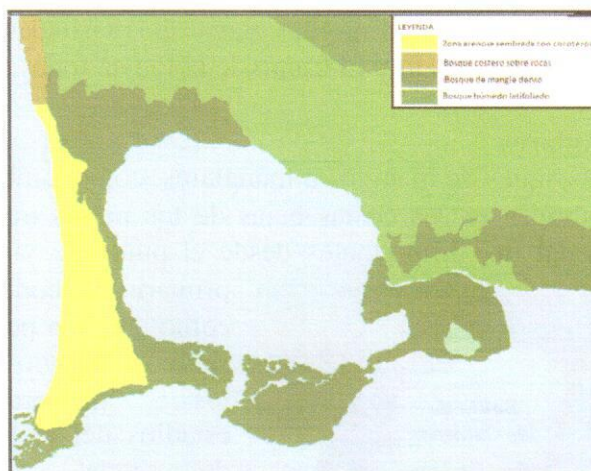 LEYENDA
Zona arenosa sembrada con cocoteros
Bosque costero sobre rocas
Bosque de mangle denso
Bosque húmedo latifoliado